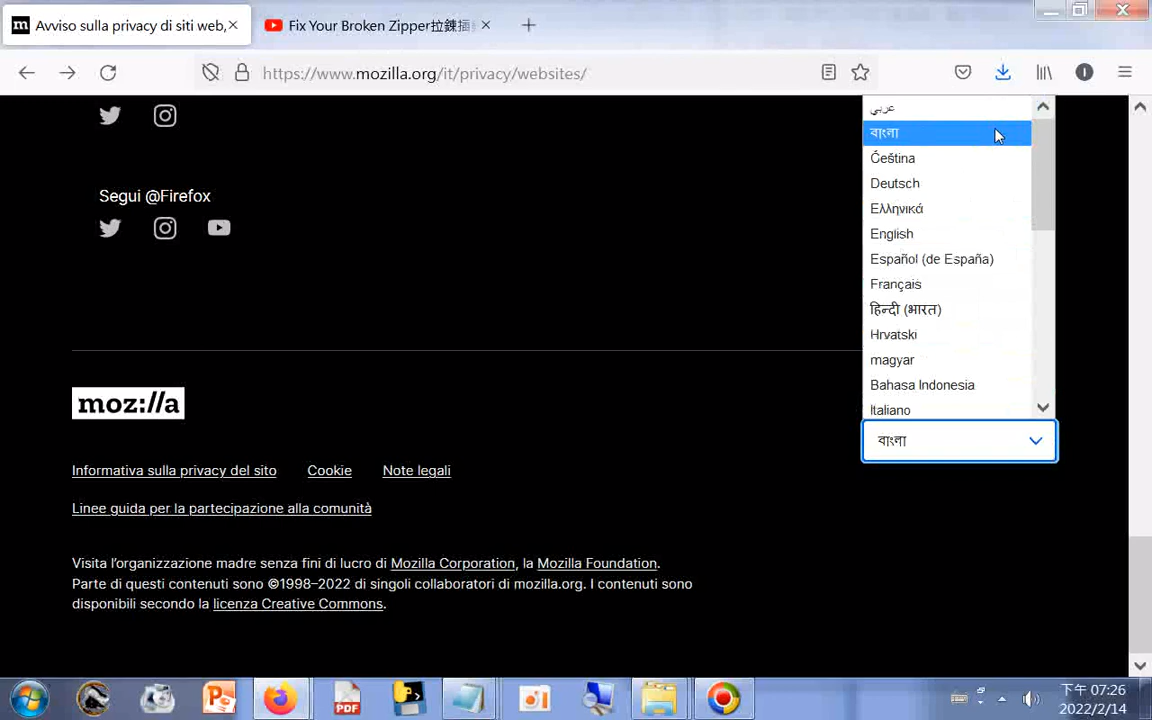 Avviso sulla privacy di siti web,
Fix Your Broken Zipper拉鍊
https://www.mozilla.org/it/privacy/websites/
Segui @Firefox
عربي
বাংলা
Čeština
Deutsch
Ελληνικά
English
Español (de España)
Français
हिन्दी (भारत)
Hrvatski
magyar
Bahasa Indonesia
Italiano
বাংলা
moz://a
Informativa sulla privacy del sito Cookie Note legali
Linee guida per la partecipazione alla comunità
Visita l’organizzazione madre senza fini di lucro di Mozilla Corporation, la Mozilla Foundation.
Parte di questi contenuti sono ©1998–2022 di singoli collaboratori di mozilla.org. I contenuti sono
disponibili secondo la licenza Creative Commons.
PDF
下午 07:26
2022/2/14